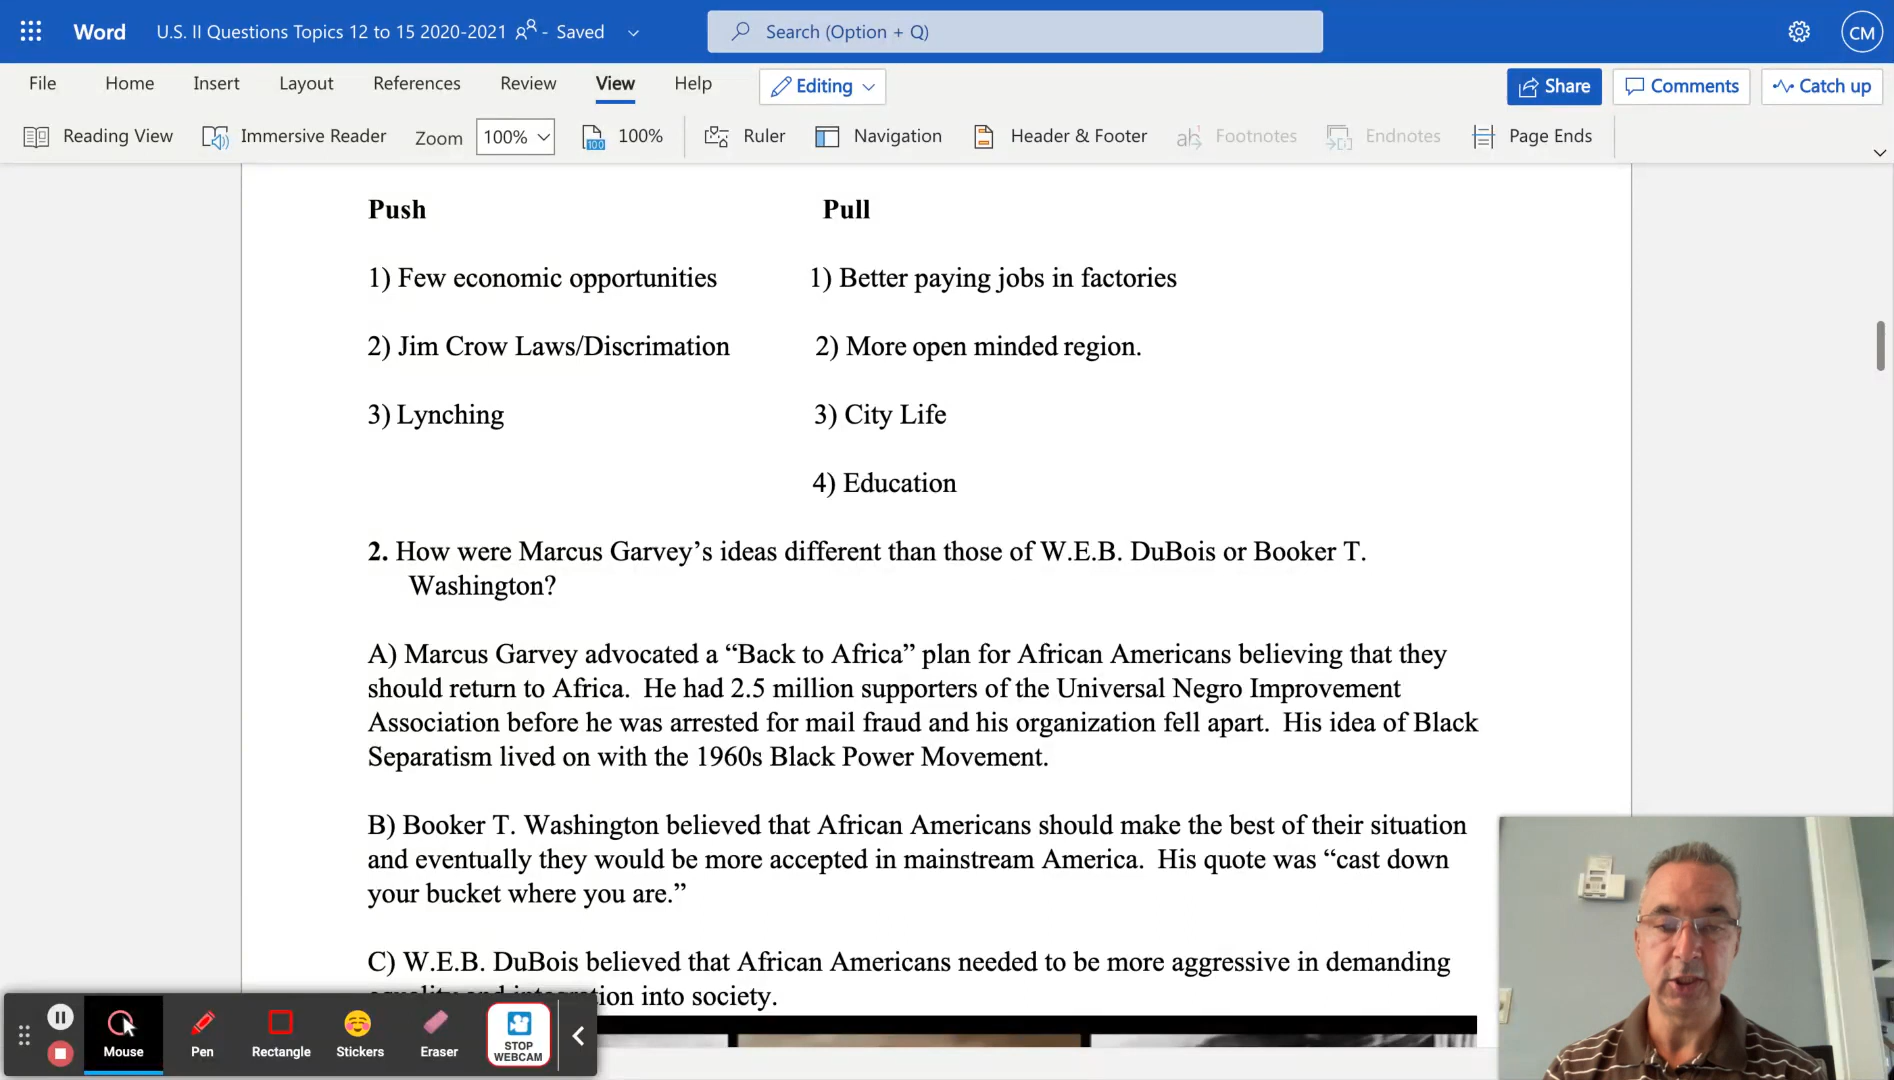 Word U.S. II Questions Topics 12 to 15 2020-2021 - Saved Search (Option + Q) CM
File Home Insert Layout References Review View Help Editing Share Comments Catch up
Reading View Immersive Reader Zoom 100% 100 100% Ruler Navigation Header & Footer ab Footnotes Endnotes Page Ends
Push Pull
1) Few economic opportunities 1) Better paying jobs in factories
2) Jim Crow Laws/Discrimation 2) More open minded region.
3) Lynching 3) City Life
4) Education
2. How were Marcus Garvey’s ideas different than those of W.E.B. DuBois or Booker T.
Washington?
A) Marcus Garvey advocated a “Back to Africa” plan for African Americans believing that they
should return to Africa. He had 2.5 million supporters of the Universal Negro Improvement
Association before he was arrested for mail fraud and his organization fell apart. His idea of Black
Separatism lived on with the 1960s Black Power Movement.
B) Booker T. Washington believed that African Americans should make the best of their situation
and eventually they would be more accepted in mainstream America. His quote was “cast down
your bucket where you are.”
C) W.E.B. DuBois believed that African Americans needed to be more aggressive in demanding
equality and integration into society.
Mouse Pen Rectangle Stickers Eraser STOP
WEBCAM